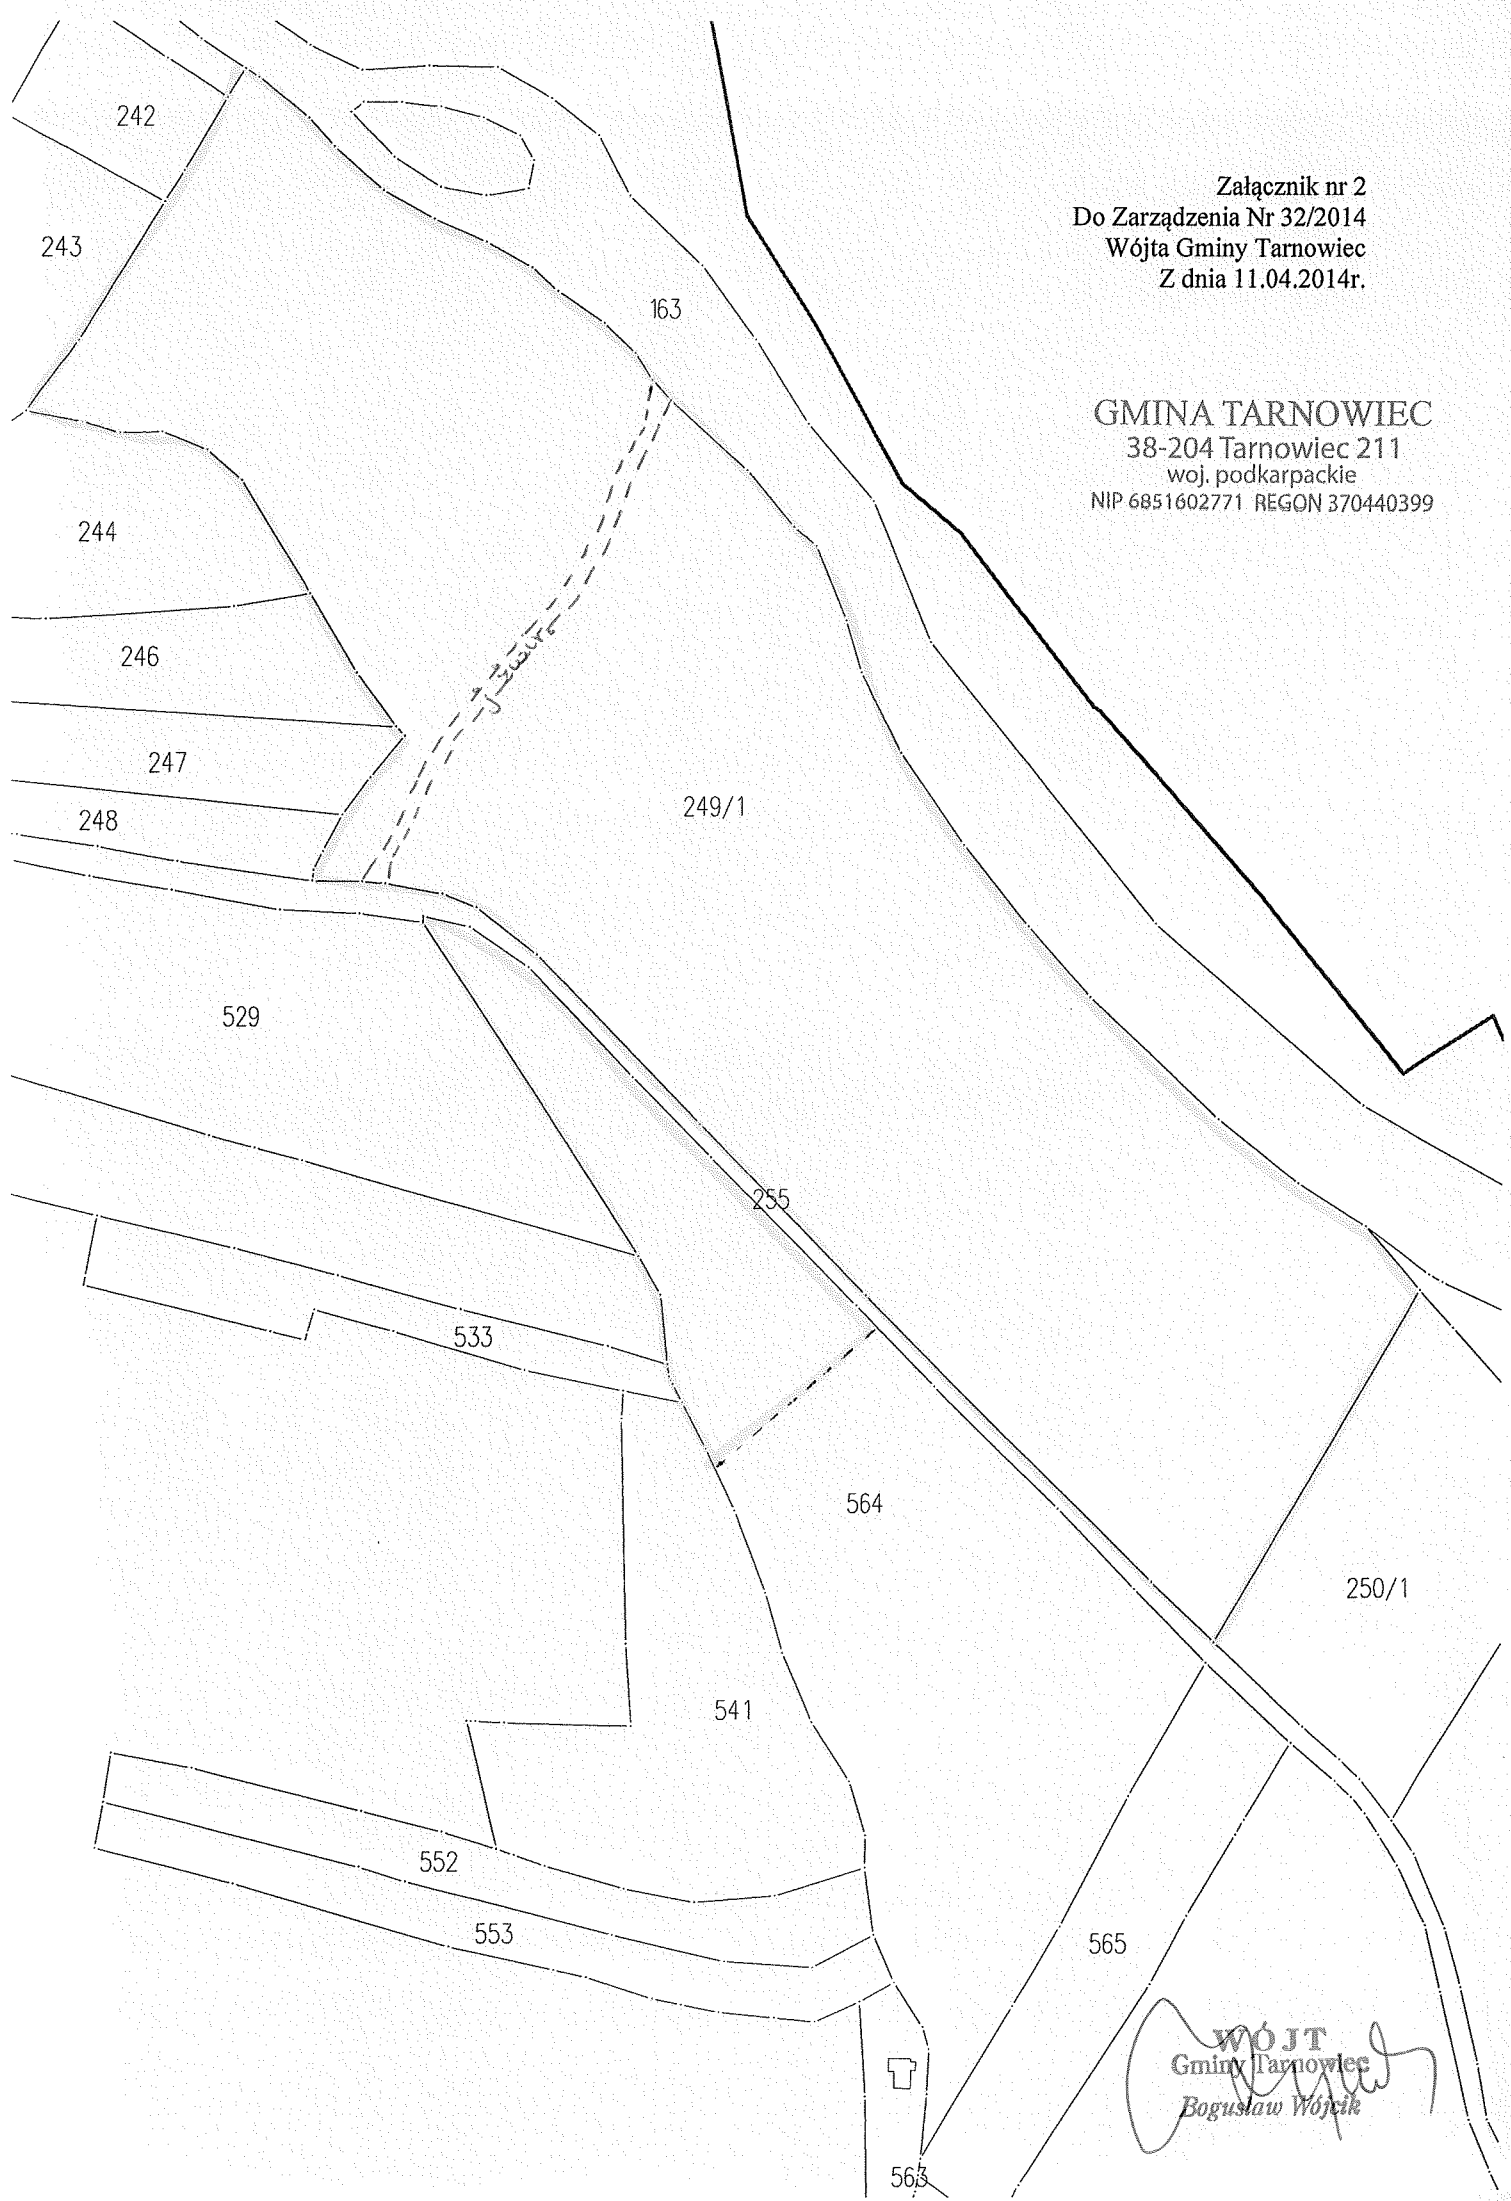 242
Załącznik nr 2
Do Zarządzenia Nr 32/2014
Wójta Gminy Tarnowiec
Z dnia 11.04.2014r.
243
163
GMINA TARNOWIEC
38-204 Tarnowiec 211
woj. podkarpackie
NIP 6851602771 REGON 370440399
244
246
247
249/1
248
529
255
533
564
250/1
541
552
553
565
WÓJT
Gminy Tarnowiec
Bogusław Wójcik
563